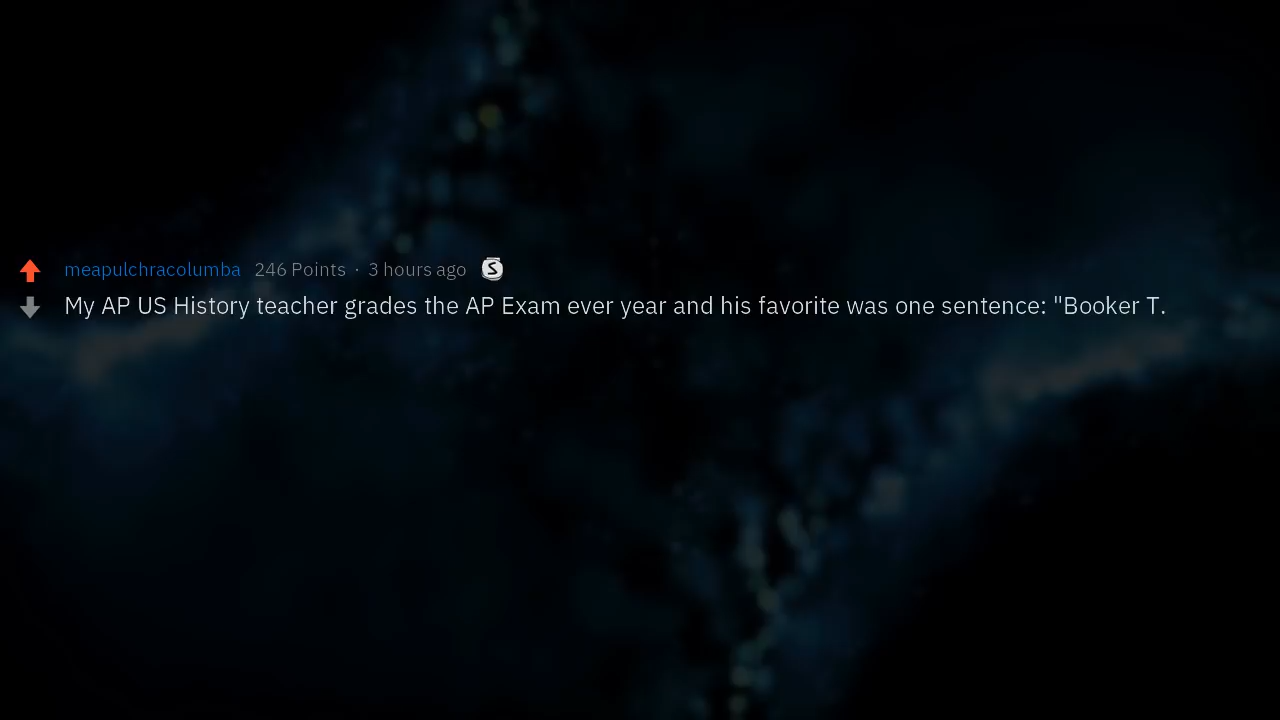 meapulchracolumba 246 Points · 3 hours ago S
My AP US History teacher grades the AP Exam ever year and his favorite was one sentence: "Booker T.